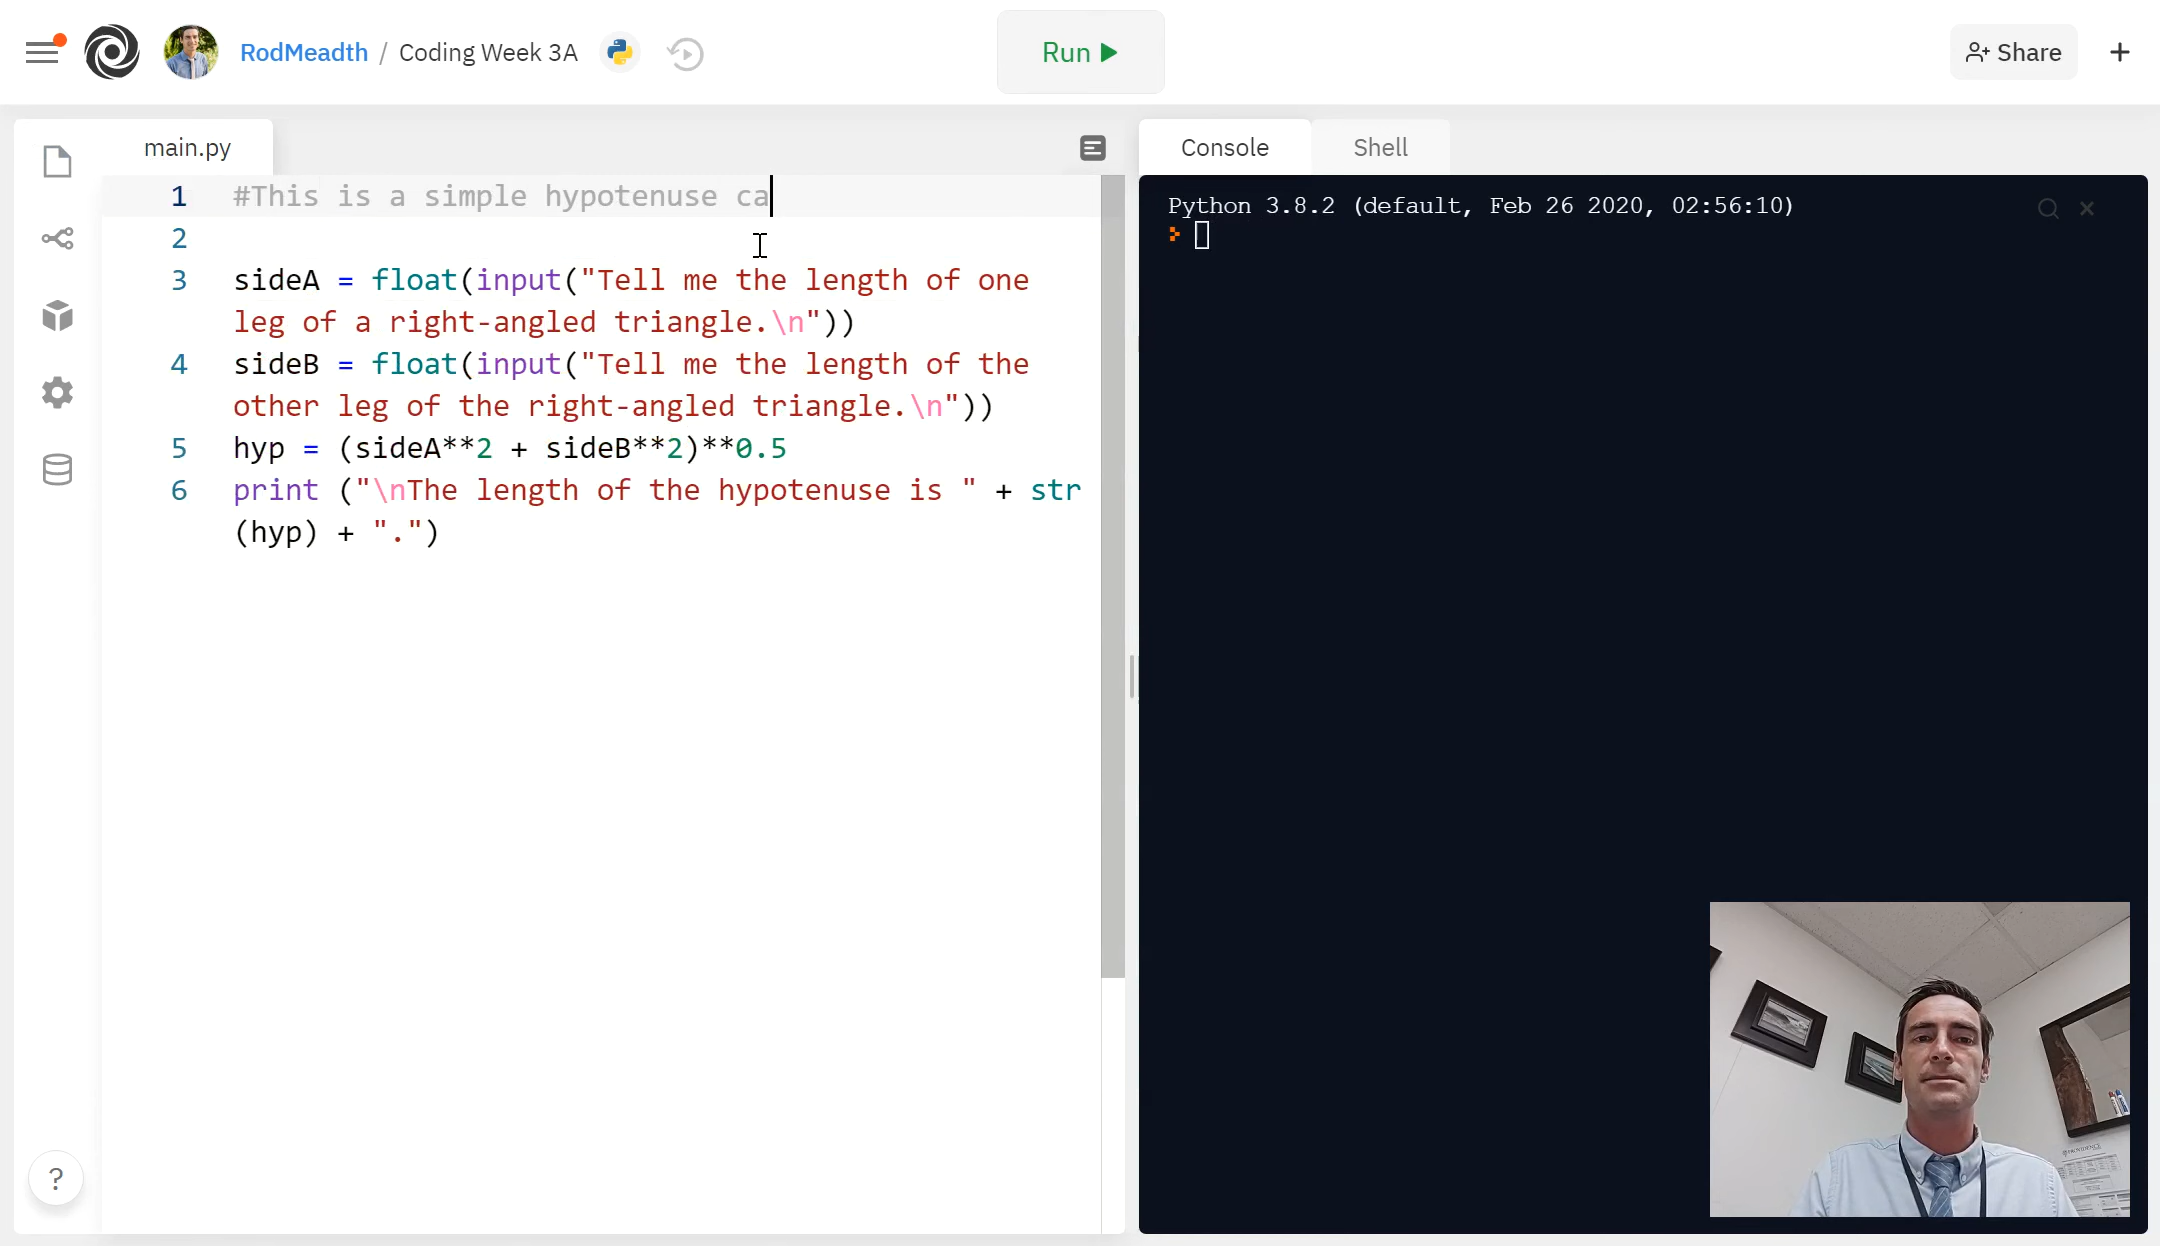 RodMeadth / Coding Week 3A
Run
Share
main.py
1 #This is a simple hypotenuse ca
2
3 sideA = float(input("Tell me the length of one
leg of a right-angled triangle.\n"))
4 sideB = float(input("Tell me the length of the
other leg of the right-angled triangle.\n"))
5 hyp = (sideA**2 + sideB**2)**0.5
6 print ("\nThe length of the hypotenuse is " + str
(hyp) + ".")
?
Console Shell
Python 3.8.2 (default, Feb 26 2020, 02:56:10)
PROVIDENCE